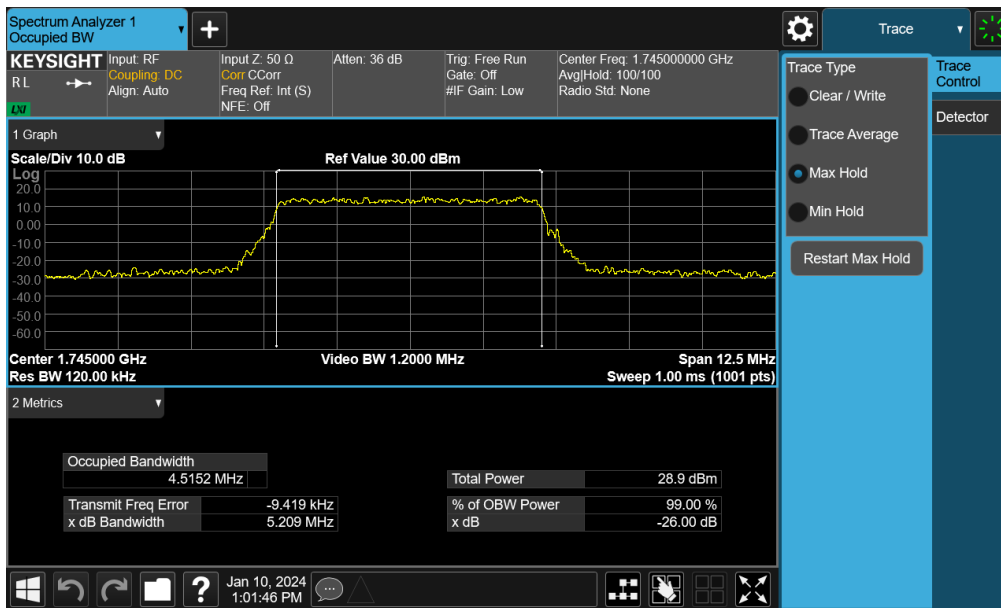 Spectrum Analyzer 1
Occupied BW
Trace
KEYSIGHT
R L
LXI
Input: RF
Coupling: DC
Align: Auto
Input Z: 50 Ω
Corr CCorr
Freq Ref: Int (S)
NFE: Off
Atten: 36 dB
Trig: Free Run
Gate: Off
#IF Gain: Low
Center Freq: 1.745000000 GHz
Avg|Hold: 100/100
Radio Std: None
Trace Type
Clear / Write
Trace Average
Max Hold
Min Hold
Restart Max Hold
Trace
Control
Detector
1 Graph
Scale/Div 10.0 dB
Ref Value 30.00 dBm
Log
20.0
10.0
0.00
-10.0
-20.0
-30.0
-40.0
-50.0
-60.0
Center 1.745000 GHz
Video BW 1.2000 MHz
Span 12.5 MHz
Res BW 120.00 kHz
Sweep 1.00 ms (1001 pts)
2 Metrics
Occupied Bandwidth
4.5152 MHz
Total Power 28.9 dBm
Transmit Freq Error -9.419 kHz
% of OBW Power 99.00 %
x dB Bandwidth 5.209 MHz
x dB -26.00 dB
?
Jan 10, 2024
1:01:46 PM